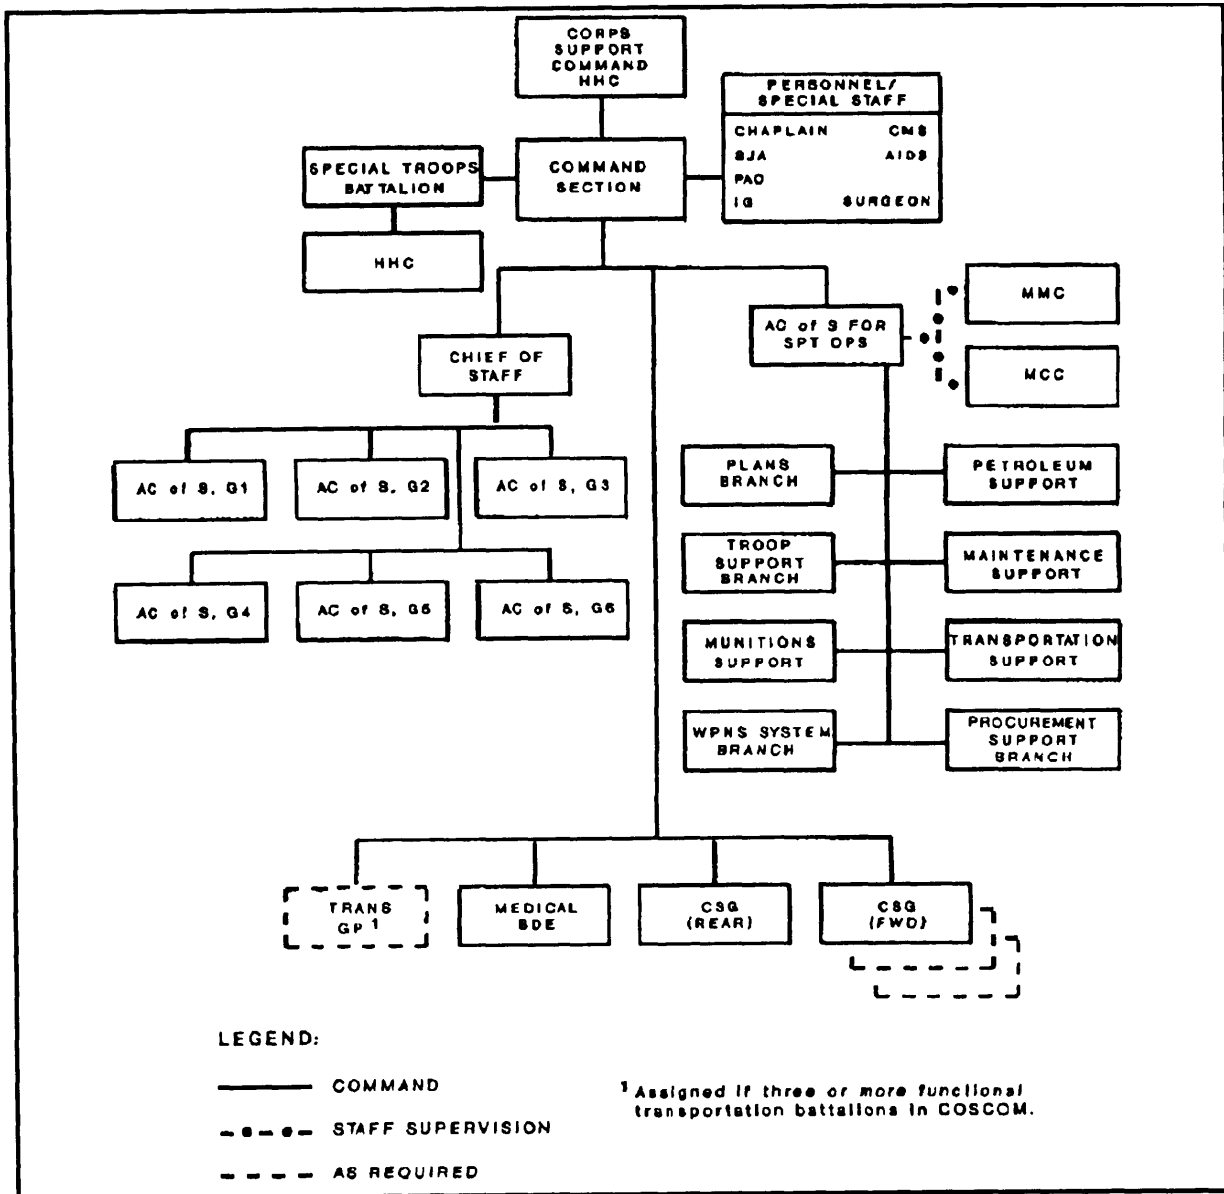 CORPS
SUPPORT
COMMAND
HHC
PERSONNEL/
SPECIAL STAFF
CHAPLAIN CMS
SJA AIDS
PAO
IG SURGEON
SPECIAL TROOPS
BATTALION
COMMAND
SECTION
HHC
MMC
AC of S FOR
SPT OPS
MCC
CHIEF OF
STAFF
AC of S, G1
AC of S, G2
AC of S, G3
AC of S, G4
AC of S, G5
AC of S, G6
PLANS
BRANCH
PETROLEUM
SUPPORT
TROOP
SUPPORT
BRANCH
MAINTENANCE
SUPPORT
MUNITIONS
SUPPORT
TRANSPORTATION
SUPPORT
WPNS SYSTEM
BRANCH
PROCUREMENT
SUPPORT
BRANCH
TRANS
GP 1
MEDICAL
BDE
CSG
(REAR)
CSG
(FWD)
LEGEND:
COMMAND
STAFF SUPERVISION
AS REQUIRED
1 Assigned if three or more functional
transportation battalions in COSCOM.